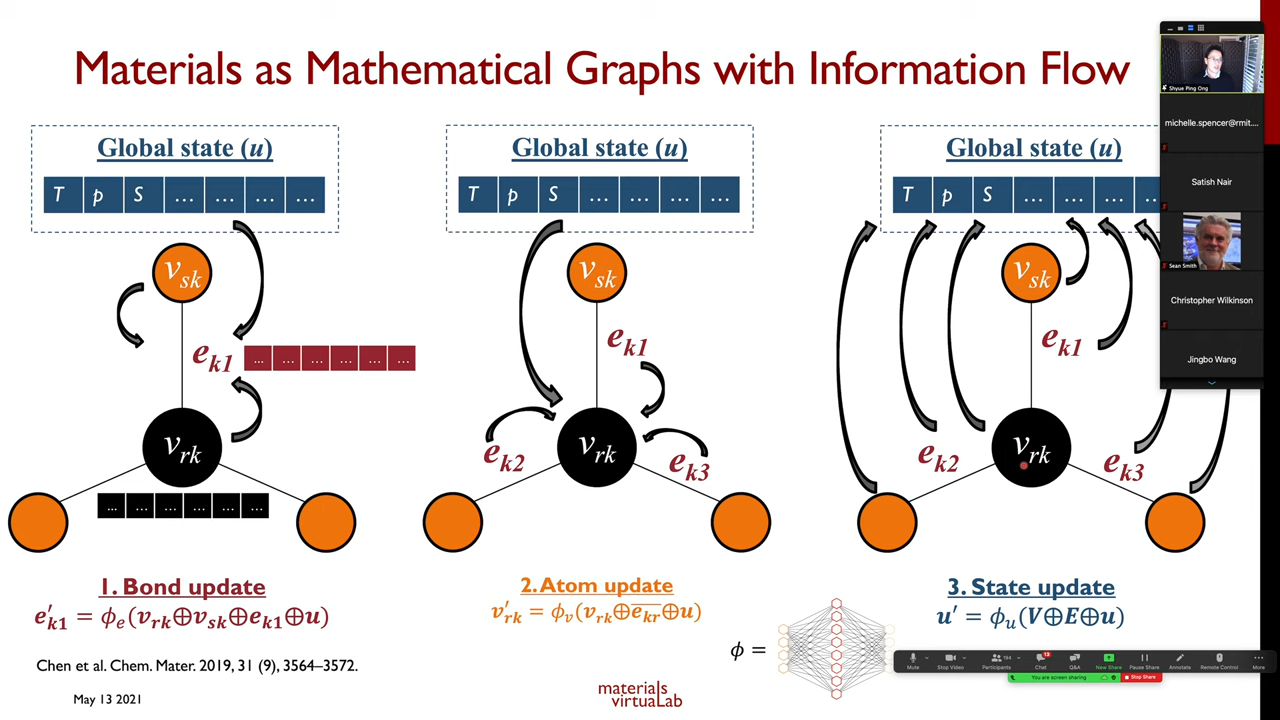 Materials as Mathematical Graphs with Information Flow
Global state (u)
T p S ... ... ... ...
v_sk
e_k1
... ... ... ... ... ...
v_rk
... ... ... ... ... ...
1. Bond update
e′_k1 = ϕ_e(v_rk⊕v_sk⊕e_k1⊕u)
Global state (u)
T p S ... ... ... ...
v_sk
e_k1
v_rk
e_k2
e_k3
2. Atom update
v′_rk = ϕ_v(v_rk⊕e̅_kr⊕u)
Global state (u)
T p S ... ... ... ...
v_sk
e_k1
v_rk
e_k2
e_k3
3. State update
u′ = ϕ_u(V⊕E⊕u)
ϕ =
Chen et al. Chem. Mater. 2019, 31 (9), 3564–3572.
May 13 2021
materials
virtuaLab
Shyue Ping Ong
michelle.spencer@rmit....
Satish Nair
Sean Smith
Christopher Wilkinson
Jingbo Wang
Mute
Stop Video
Participants
Chat
Q&A
New Share
Pause Share
Annotate
Remote Control
More
You are screen sharing
Stop Share